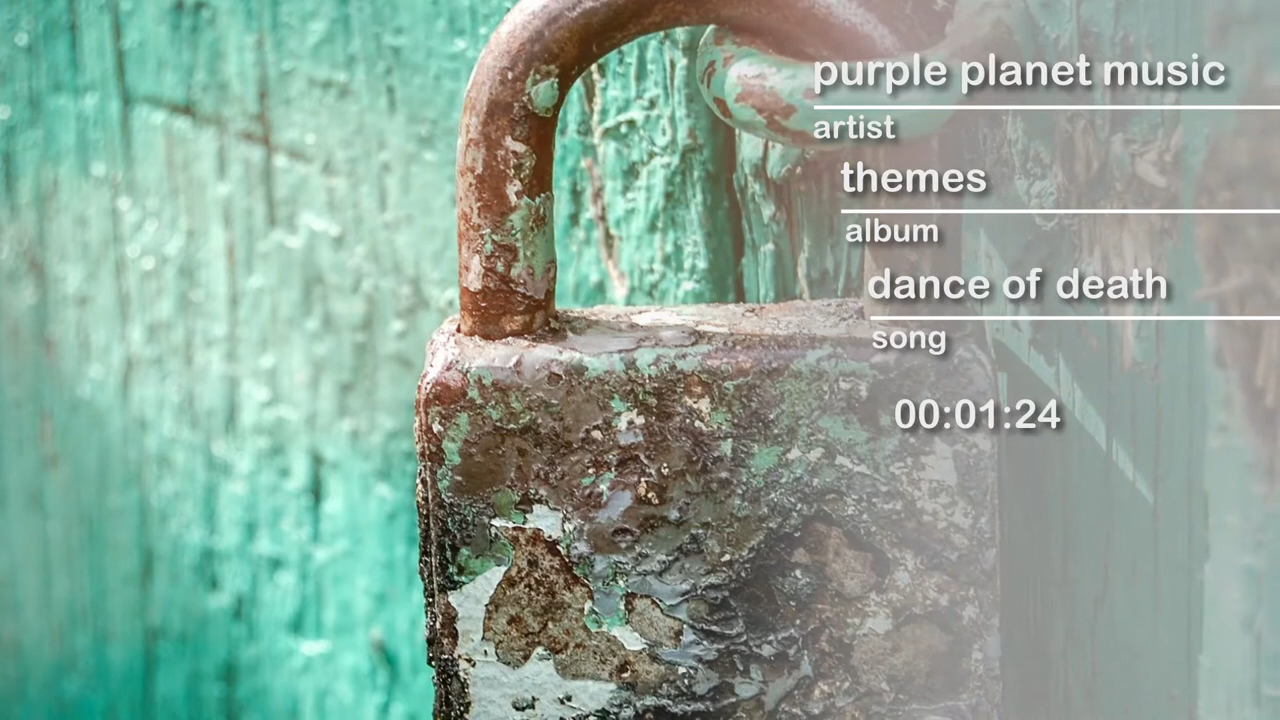 purple planet music
artist
themes
album
dance of death
song
00:01:24